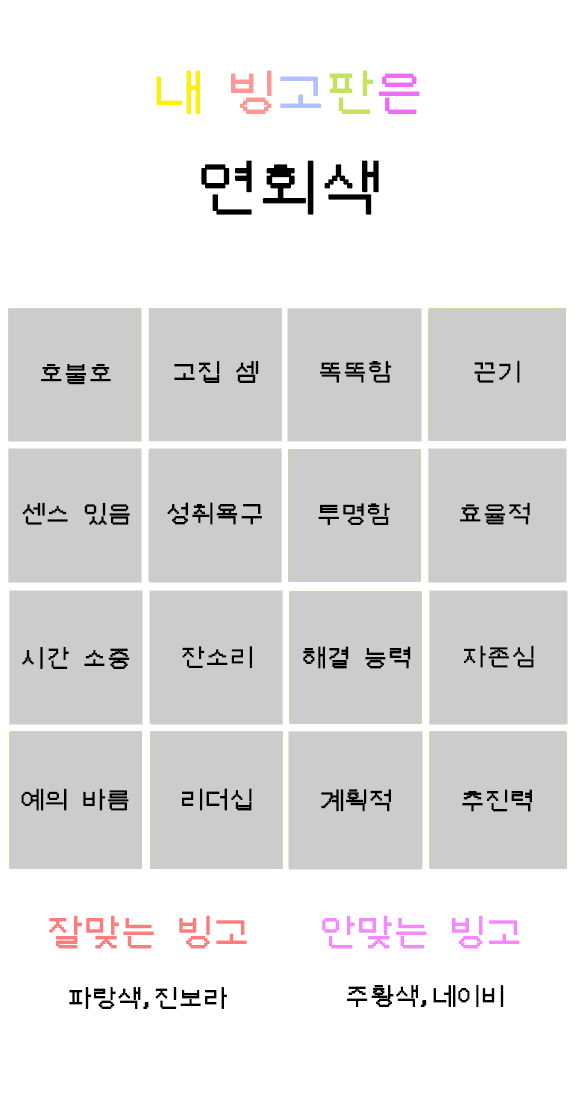 내 빙고판은
연회색
호불호 고집 셈 똑똑함 끈기
센스 있음 성취욕구 투명함 효율적
시간 소중 잔소리 해결 능력 자존심
예의 바름 리더십 계획적 추진력
잘맞는 빙고 안맞는 빙고
파랑색,진보라 주황색,네이비